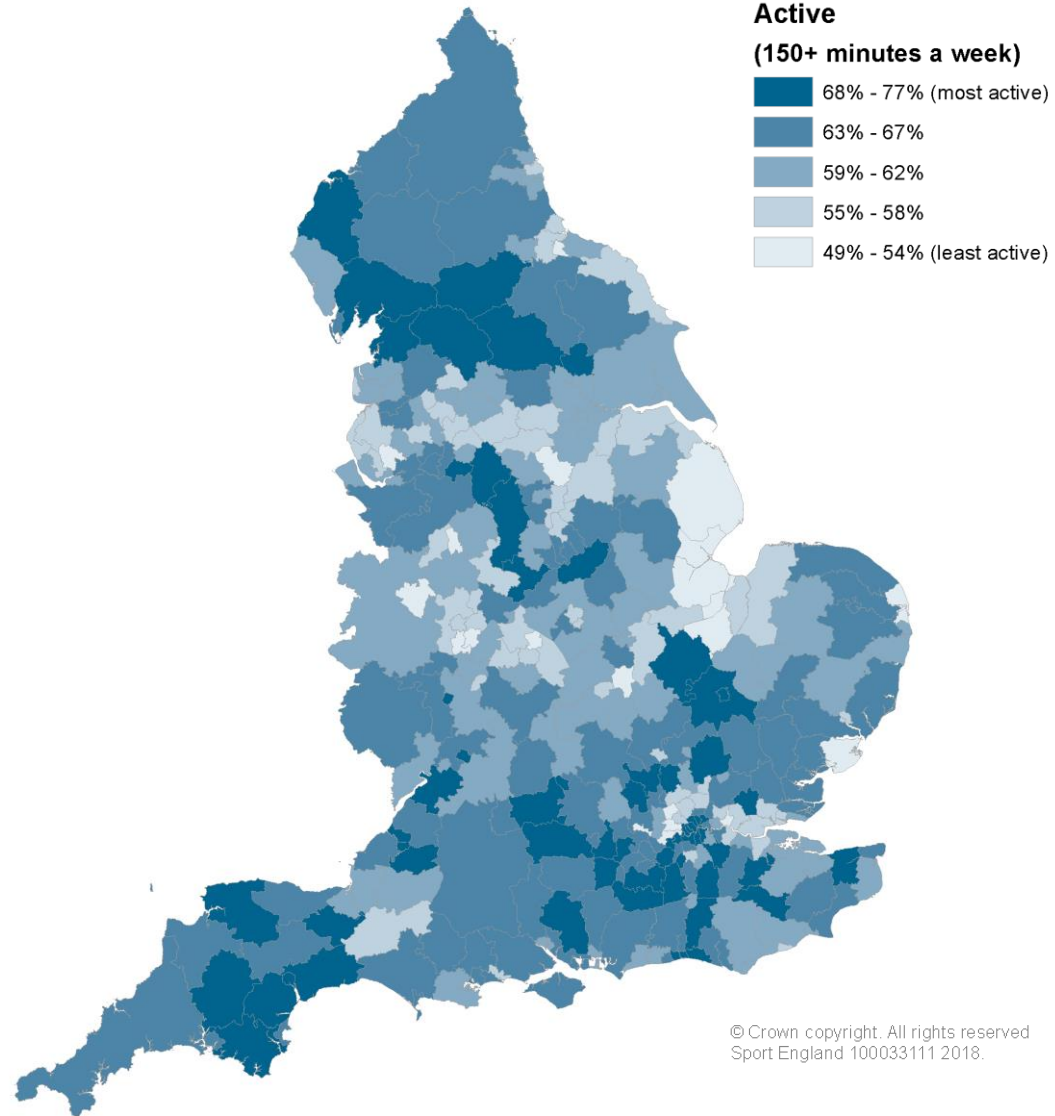 Active
(150+ minutes a week)
68% - 77% (most active)
63% - 67%
59% - 62%
55% - 58%
49% - 54% (least active)
© Crown copyright. All rights reserved
Sport England 100033111 2018.